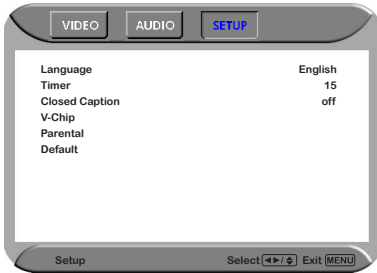 VIDEO AUDIO SETUP
Language English
Timer 15
Closed Caption off
V-Chip
Parental
Default
Setup Select ◄►/▲▼ Exit MENU